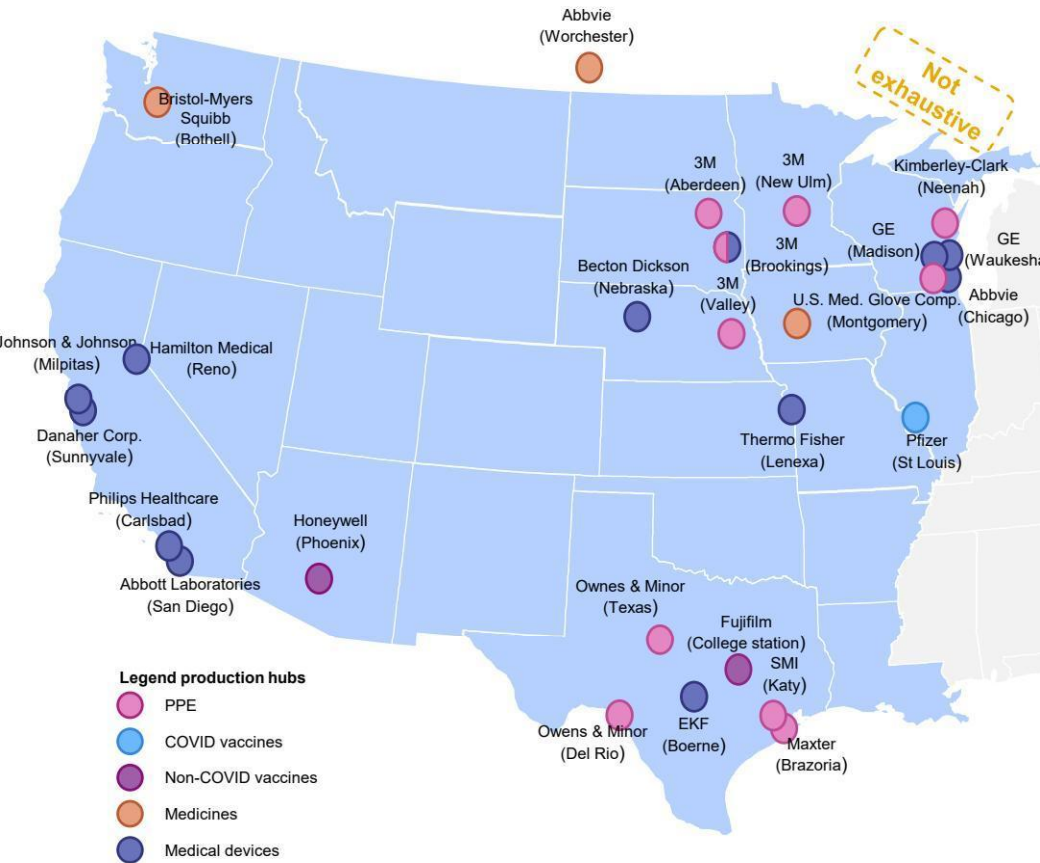 Abbvie
(Worchester)
Not
exhaustive
Bristol-Myers
Squibb
(Bothell)
3M
(Aberdeen)
3M
(New Ulm)
Kimberley-Clark
(Neenah)
GE
(Madison)
GE
(Waukesha
3M
(Brookings)
Becton Dickson
(Nebraska)
3M
(Valley)
U.S. Med. Glove Comp.
(Montgomery)
Abbvie
(Chicago)
Johnson & Johnson
(Milpitas)
Hamilton Medical
(Reno)
Danaher Corp.
(Sunnyvale)
Thermo Fisher
(Lenexa)
Pfizer
(St Louis)
Philips Healthcare
(Carlsbad)
Honeywell
(Phoenix)
Abbott Laboratories
(San Diego)
Ownes & Minor
(Texas)
Fujifilm
(College station)
SMI
(Katy)
Owens & Minor
(Del Rio)
EKF
(Boerne)
Maxter
(Brazoria)
Legend production hubs
PPE
COVID vaccines
Non-COVID vaccines
Medicines
Medical devices